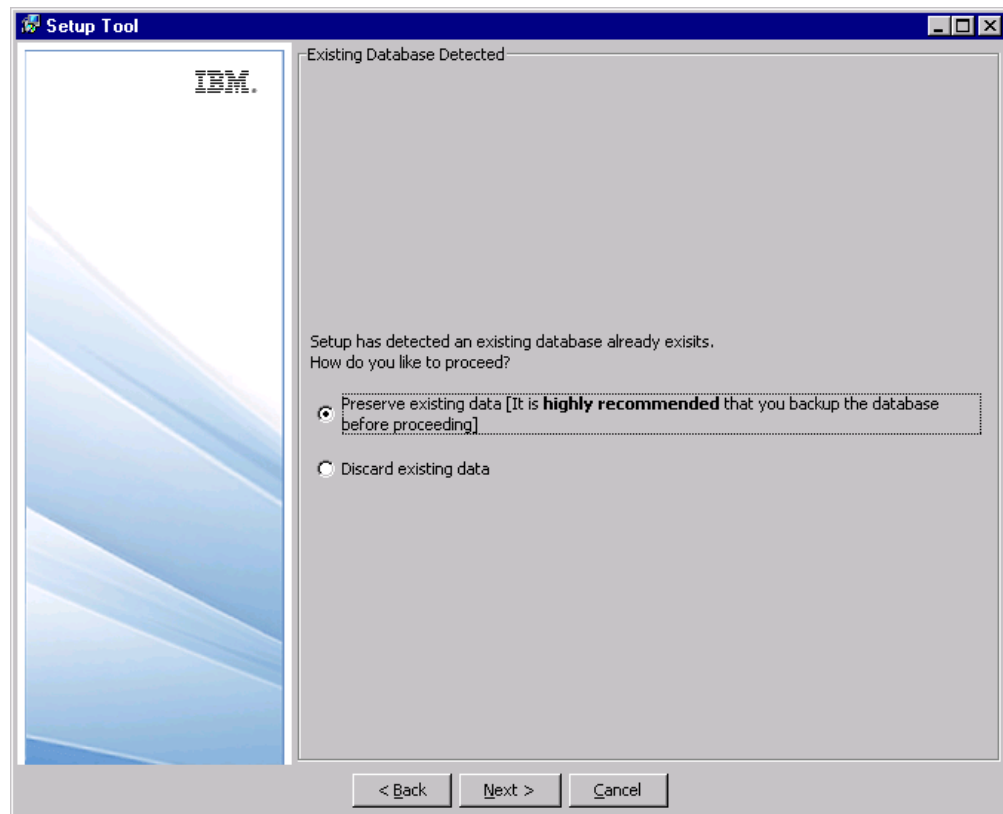 Setup Tool
IBM.
Existing Database Detected
Setup has detected an existing database already exisits.
How do you like to proceed?
Preserve existing data [It is highly recommended that you backup the database
before proceeding]
Discard existing data
< Back
Next >
Cancel